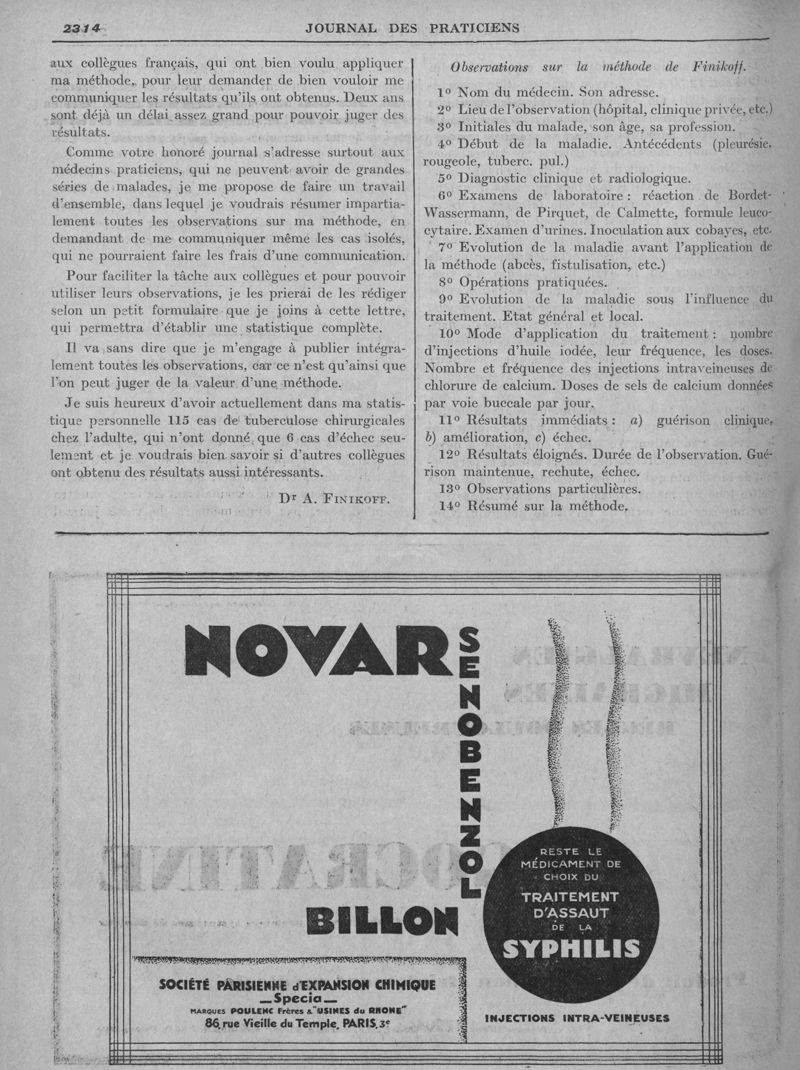 2314
JOURNAL DES PRATICIENS
aux collègues français, qui ont bien voulu appliquer
ma méthode, pour leur demander de bien vouloir me
communiquer les résultats qu'ils ont obtenus. Deux ans
sont déjà un délai assez grand pour pouvoir juger des
résultats.
Comme votre honoré journal s'adresse surtout aux
médecins praticiens, qui ne peuvent avoir de grandes
séries de malades, je me propose de faire un travail
d'ensemble, dans lequel je voudrais résumer impartia-
lement toutes les observations sur ma méthode, en
demandant de me communiquer même les cas isolés,
qui ne pourraient faire les frais d'une communication.
Pour faciliter la tâche aux collègues et pour pouvoir
utiliser leurs observations, je les prierai de les rédiger
selon un petit formulaire que je joins à cette lettre,
qui permettra d'établir une statistique complète.
Il va sans dire que je m'engage à publier intégra-
lement toutes les observations, car ce n'est qu'ainsi que
l'on peut juger de la valeur d'une méthode.
Je suis heureux d'avoir actuellement dans ma statis-
tique personnelle 115 cas de tuberculose chirurgicales
chez l'adulte, qui n'ont donné que 6 cas d'échec seu-
lement et je voudrais bien savoir si d'autres collègues
ont obtenu des résultats aussi intéressants.
Dr A. FINIKOFF.
Observations sur la méthode de Finikoff.
1º Nom du médecin. Son adresse.
2º Lieu de l'observation (hôpital, clinique privée, etc.)
3º Initiales du malade, son âge, sa profession.
4º Début de la maladie. Antécédents (pleurésie,
rougeole, tuberc. pul.)
5º Diagnostic clinique et radiologique.
6º Examens de laboratoire : réaction de Bordet-
Wassermann, de Pirquet, de Calmette, formule leuco-
cytaire. Examen d'urines. Inoculation aux cobayes, etc.
7º Evolution de la maladie avant l'application de
la méthode (abcès, fistulisation, etc.)
8º Opérations pratiquées.
9º Evolution de la maladie sous l'influence du
traitement. Etat général et local.
10º Mode d'application du traitement : nombre
d'injections d'huile iodée, leur fréquence, les doses.
Nombre et fréquence des injections intraveineuses de
chlorure de calcium. Doses de sels de calcium données
par voie buccale par jour.
11º Résultats immédiats : a) guérison clinique,
b) amélioration, c) échec.
12º Résultats éloignés. Durée de l'observation. Gué-
rison maintenue, rechute, échec.
13º Observations particulières.
14º Résumé sur la méthode.
NOVARSENOBENZOL
BILLON
RESTE LE
MÉDICAMENT DE
CHOIX DU
TRAITEMENT
D'ASSAUT
DE LA
SYPHILIS
SOCIÉTÉ PARISIENNE d'EXPANSION CHIMIQUE
_Specia_
MARQUES POULENC Frères & "USINES du RHONE"
86, rue Vieille du Temple, PARIS, 3e
INJECTIONS INTRA-VEINEUSES